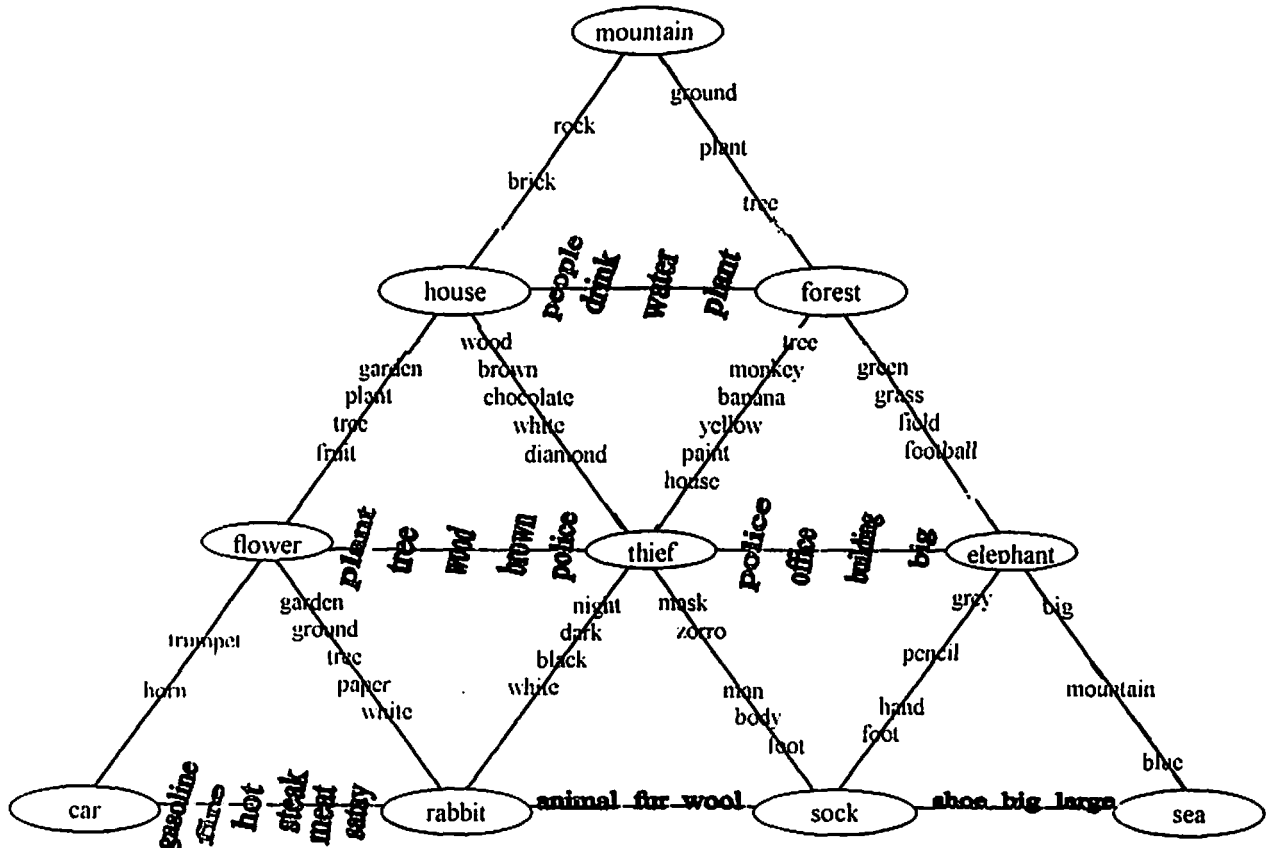 mountain
ground
rock
plant
brick
tree
people drink water plant
house
forest
wood
tree
garden
brown
monkey
green
plant
chocolate
banana
grass
tree
white
yellow
field
fruit
diamond
paint
football
house
flower
plant tree wood brown police
thief
police office building big
elephant
garden
night
mask
grey
big
ground
dark
zorro
trumpet
tree
black
pencil
horn
paper
white
man
mountain
white
body
hand
foot
foot
blue
car
gasoline fire hot steak meat
rabbit
animal fur wool
sock
shoe big large
sea